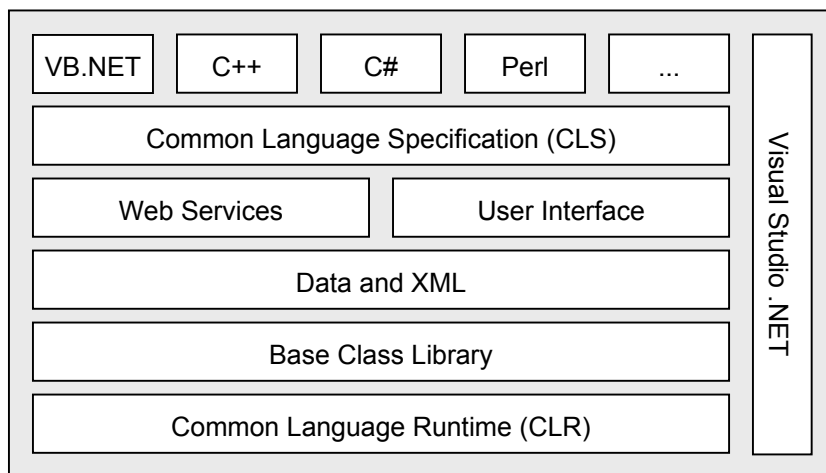 VB.NET
C++
C#
Perl
...
Common Language Specification (CLS)
Web Services
User Interface
Data and XML
Base Class Library
Common Language Runtime (CLR)
Visual Studio .NET